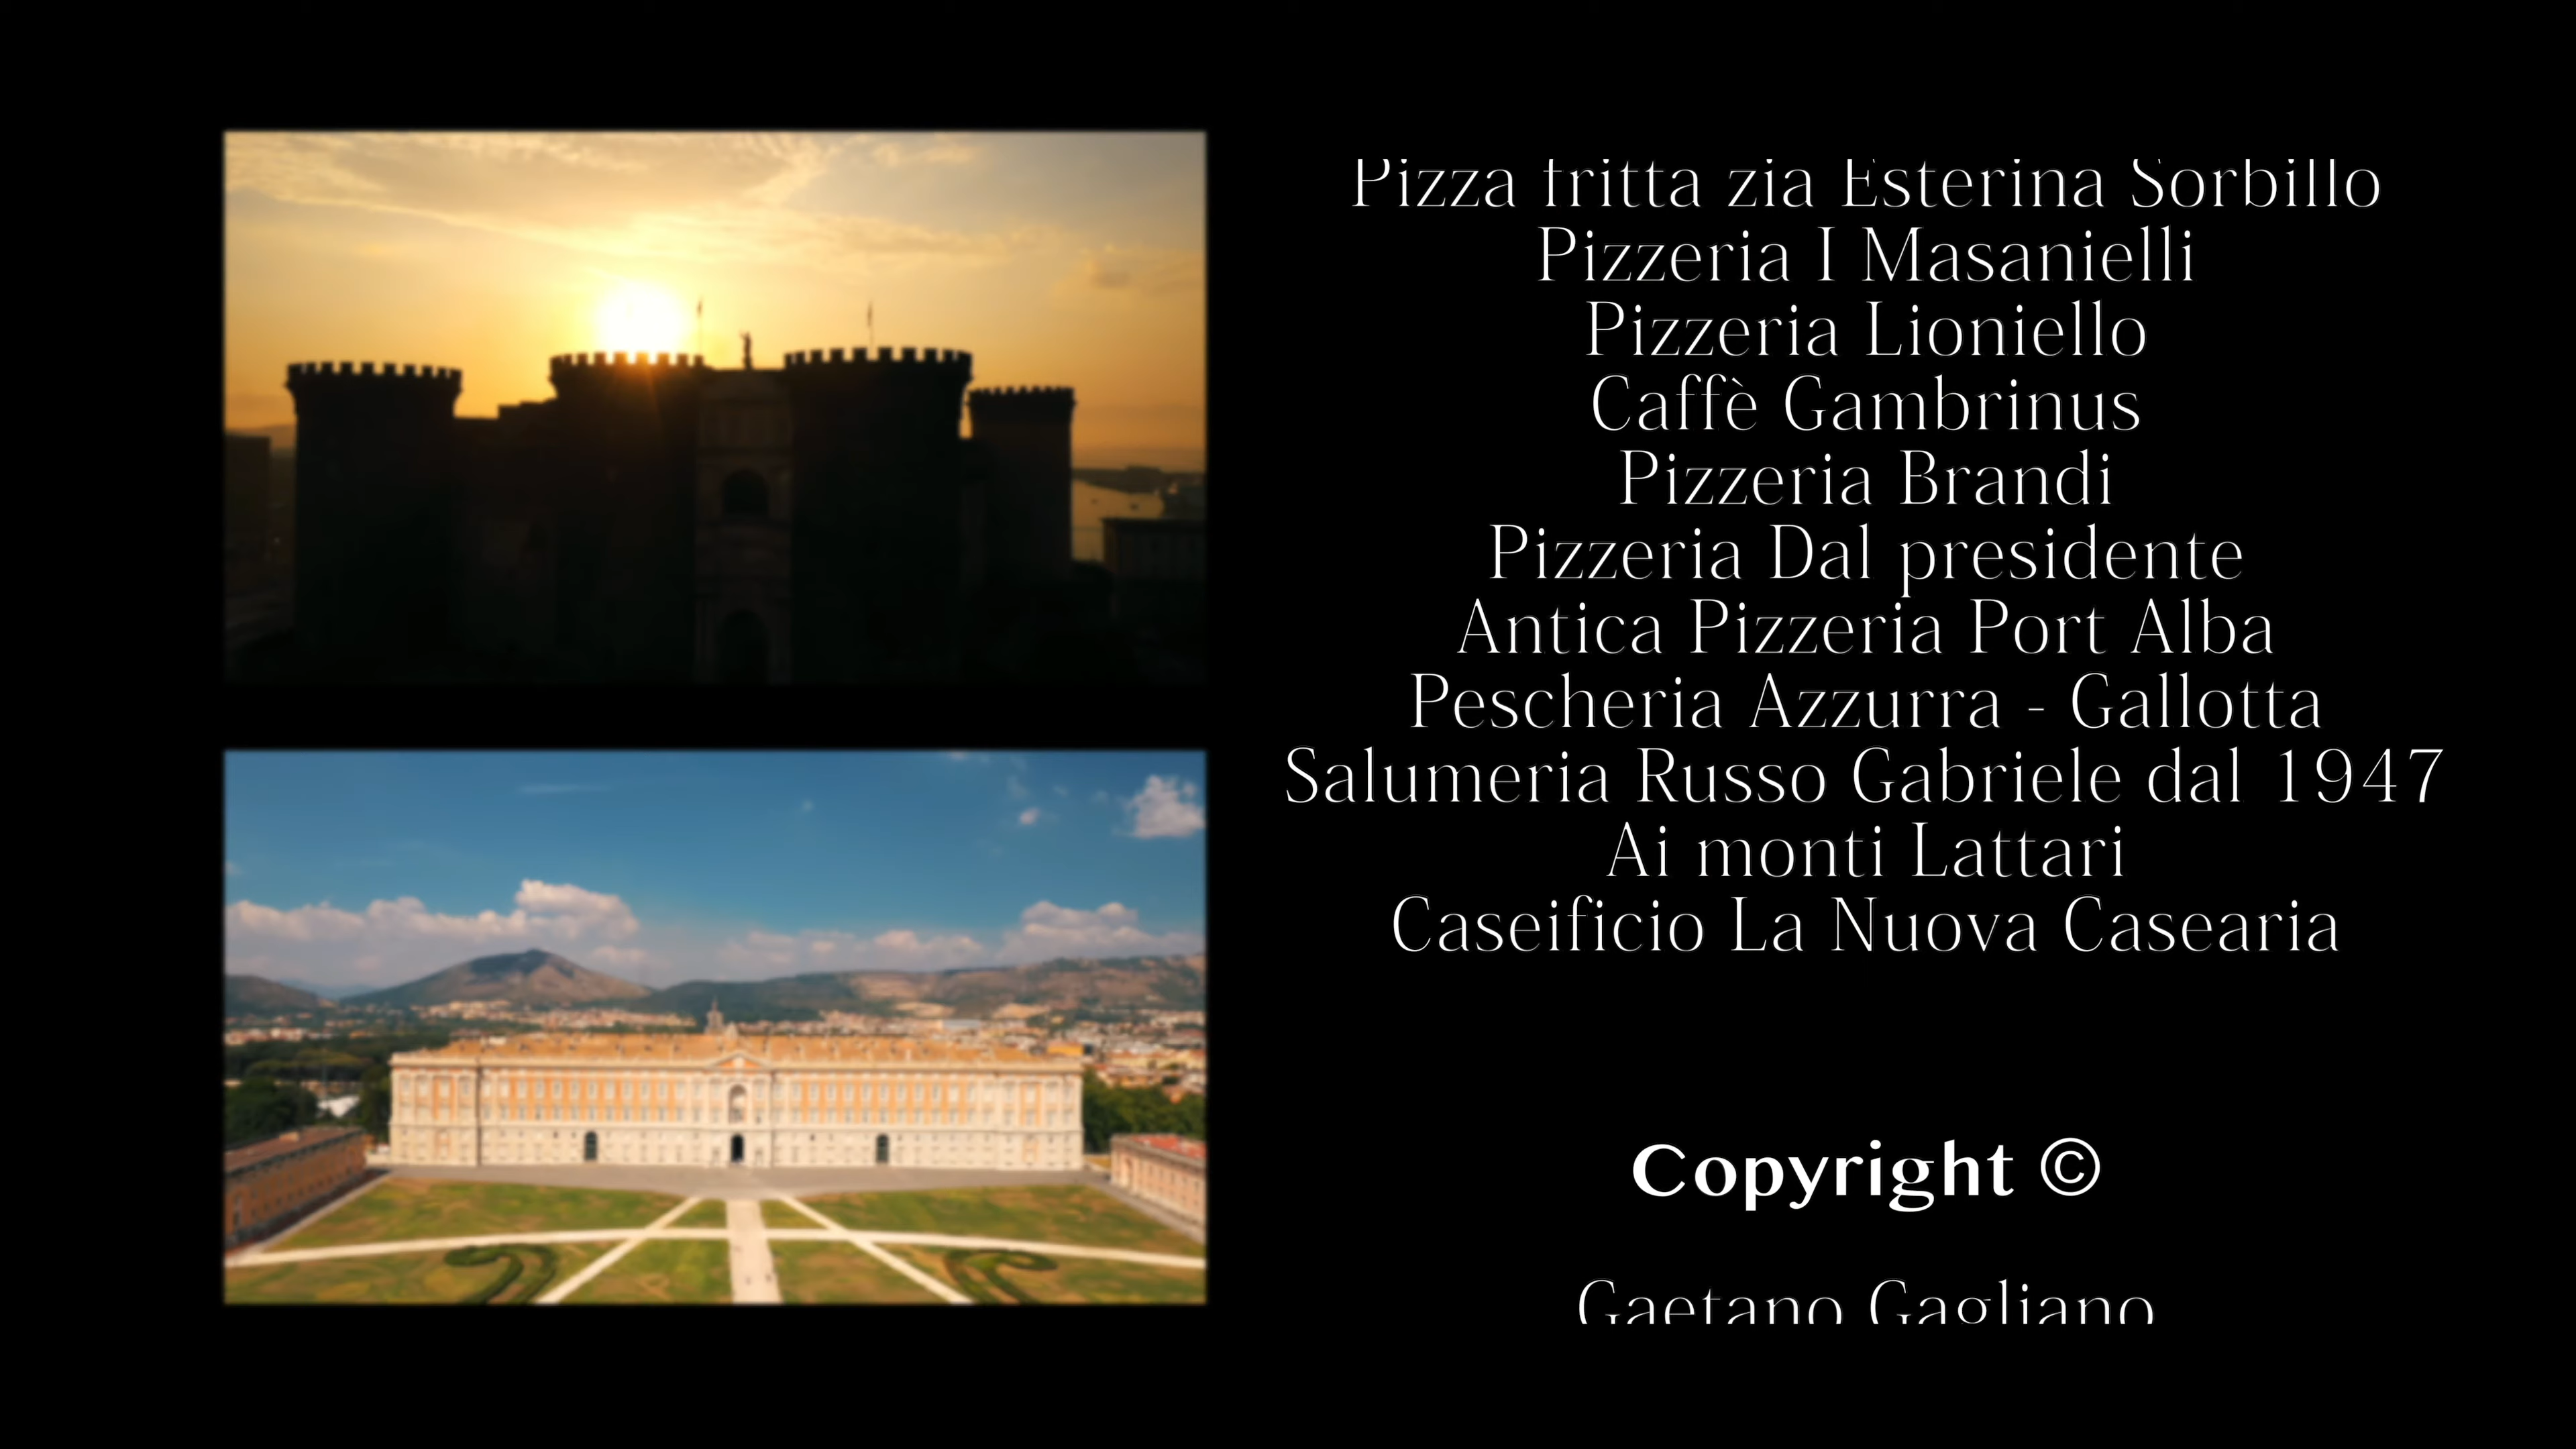 Pizza fritta zia Esterina Sorbillo
Pizzeria I Masanielli
Pizzeria Lioniello
Caffè Gambrinus
Pizzeria Brandi
Pizzeria Dal presidente
Antica Pizzeria Port Alba
Pescheria Azzurra - Gallotta
Salumeria Russo Gabriele dal 1947
Ai monti Lattari
Caseificio La Nuova Casearia
Copyright ©
Gaetano Gagliano